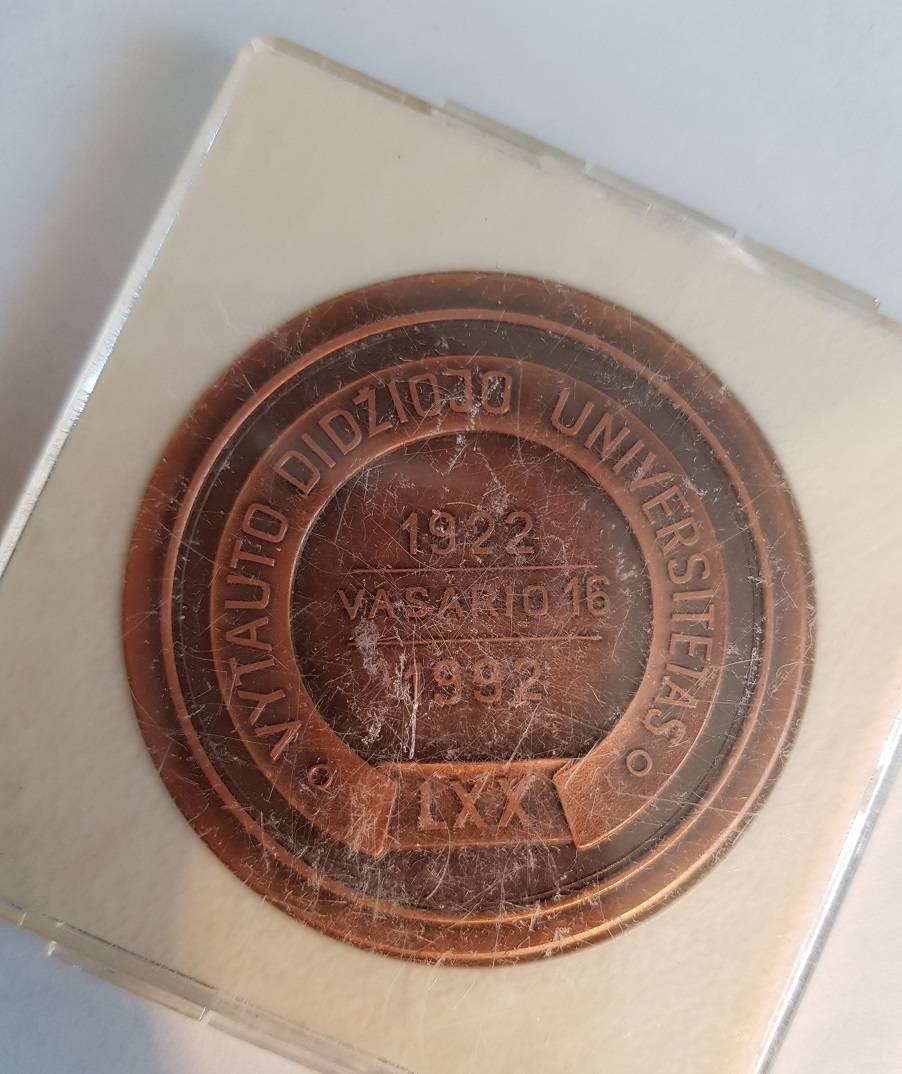 VYTAUTO DIDŽIOJO UNIVERSITETAS
1922
VASARIO 16
1992
LXX